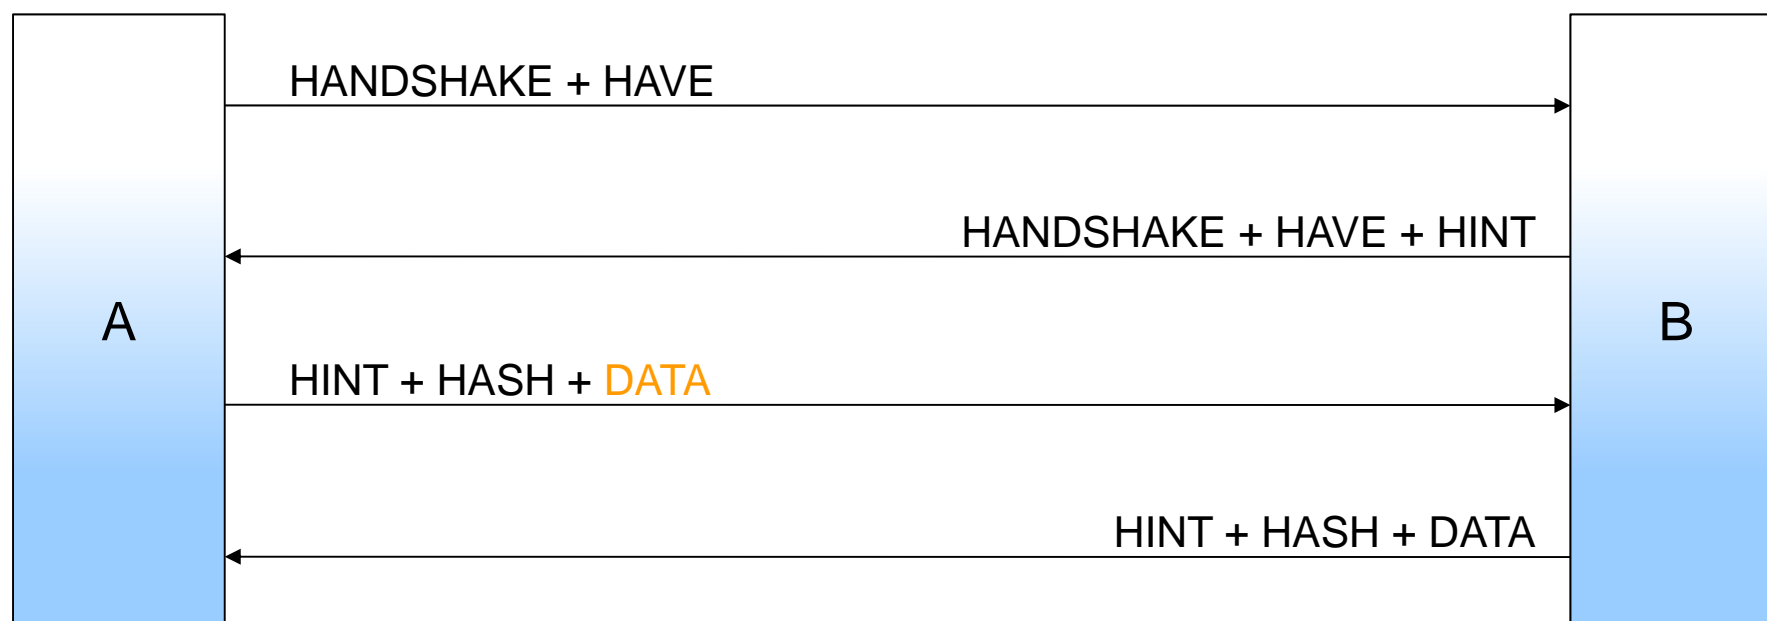 HANDSHAKE + HAVE
HANDSHAKE + HAVE + HINT
A
B
HINT + HASH + DATA
HINT + HASH + DATA